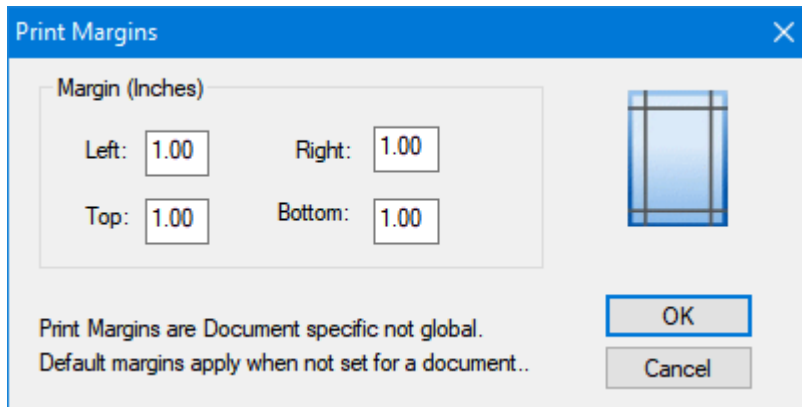 Print Margins
Margin (Inches)
Left: 1.00 Right: 1.00
Top: 1.00 Bottom: 1.00
Print Margins are Document specific not global.
Default margins apply when not set for a document..
OK
Cancel